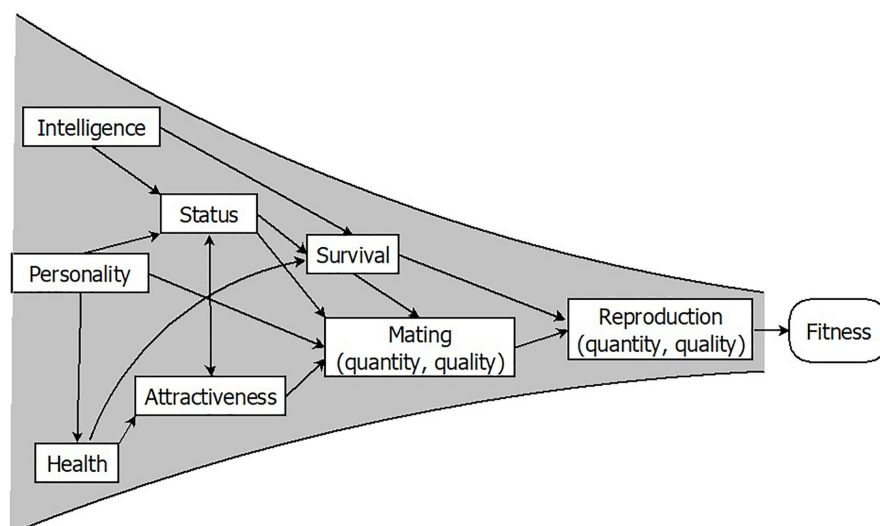 Intelligence
Status
Survival
Personality
Mating
(quantity, quality)
Reproduction
(quantity, quality)
Fitness
Attractiveness
Health